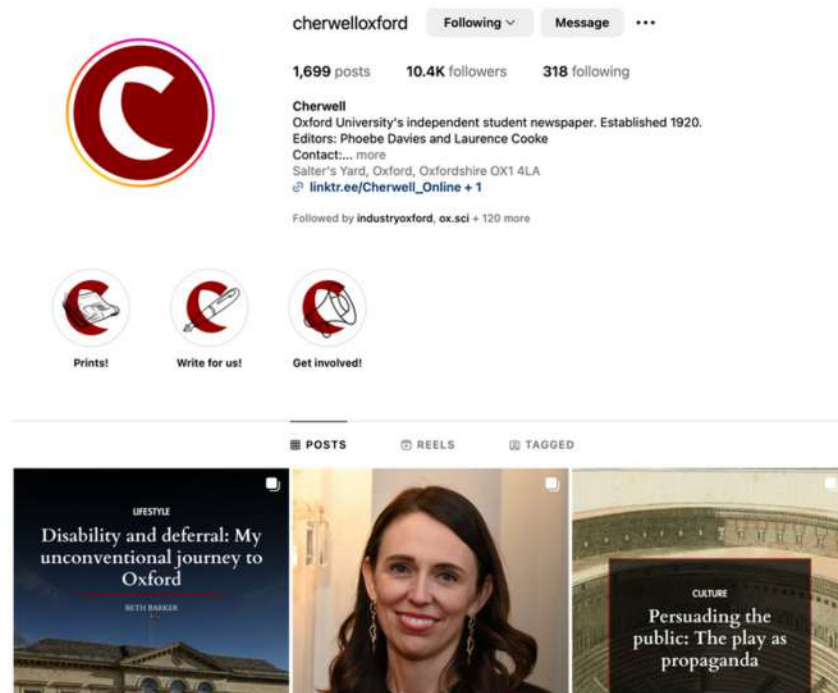 cherwelloxford Following Message •••
1,699 posts 10.4K followers 318 following
Cherwell
Oxford University's independent student newspaper. Established 1920.
Editors: Phoebe Davies and Laurence Cooke
Contact:... more
Salter's Yard, Oxford, Oxfordshire OX1 4LA
linktr.ee/Cherwell_Online + 1
Followed by industryoxford, ox.sci + 120 more
Prints! Write for us! Get involved!
POSTS REELS TAGGED
LIFESTYLE
Disability and deferral: My
unconventional journey to
Oxford
BETH BARKER
CULTURE
Persuading the
public: The play as
propaganda